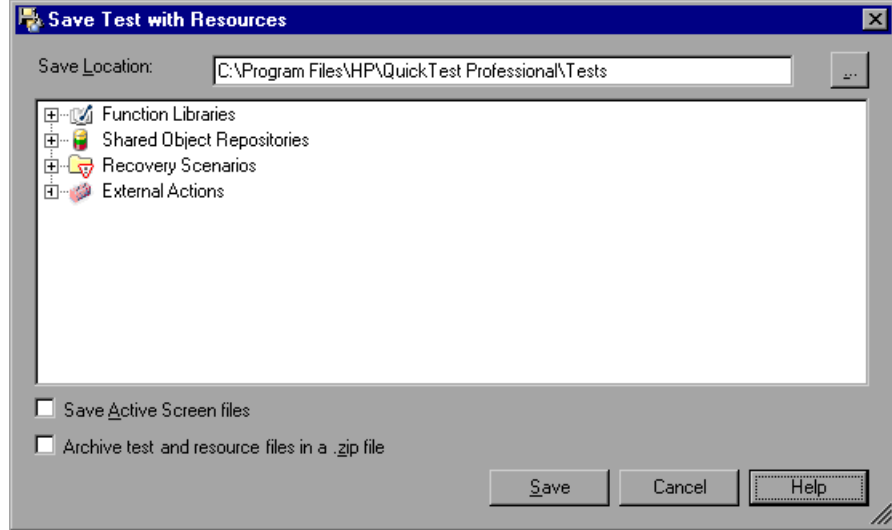 Save Test with Resources
Save Location: C:\Program Files\HP\QuickTest Professional\Tests ...
Function Libraries
Shared Object Repositories
Recovery Scenarios
External Actions
Save Active Screen files
Archive test and resource files in a .zip file
Save Cancel Help